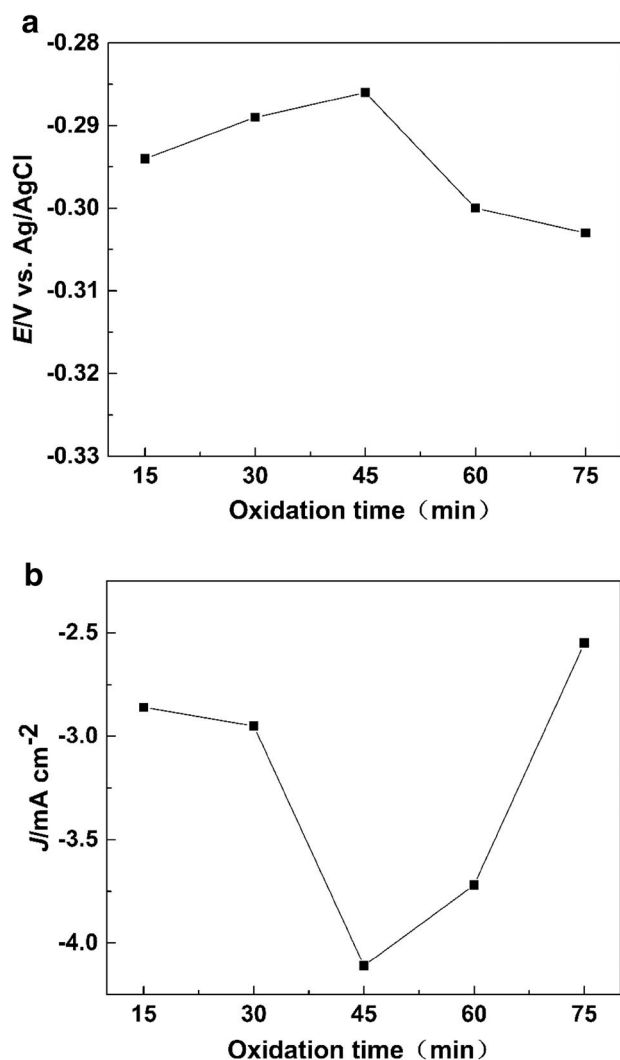 a
-0.28
-0.29
-0.30
-0.31
-0.32
-0.33
E/V vs. Ag/AgCl
15 30 45 60 75
Oxidation time（min）
b
-2.5
-3.0
-3.5
-4.0
J/mA cm-2
15 30 45 60 75
Oxidation time（min）